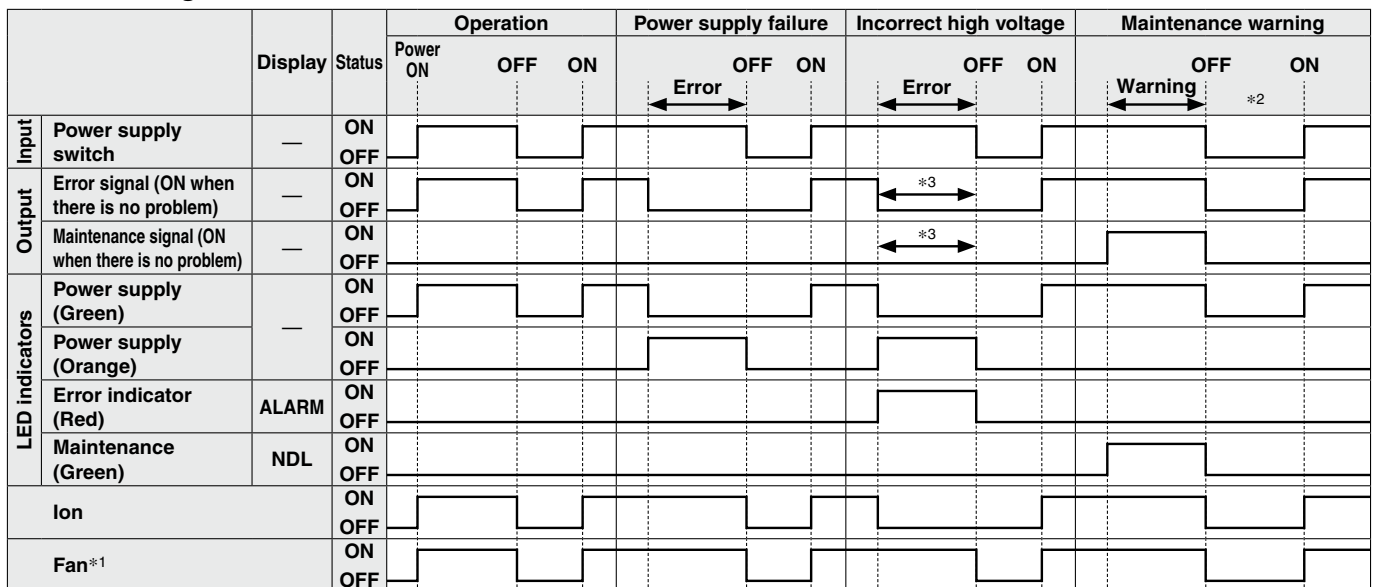 Operation Power supply failure Incorrect high voltage Maintenance warning
Display Status Power ON OFF ON Error OFF ON Error OFF ON Warning OFF *2 ON
Input
Power supply
switch
—
ON
OFF
Output
Error signal (ON when
there is no problem)
—
ON
OFF
*3
Maintenance signal (ON
when there is no problem)
—
ON
OFF
*3
LED indicators
Power supply
(Green)
—
ON
OFF
Power supply
(Orange)
ON
OFF
Error indicator
(Red)
ALARM
ON
OFF
Maintenance
(Green)
NDL
ON
OFF
Ion
ON
OFF
Fan*1
ON
OFF